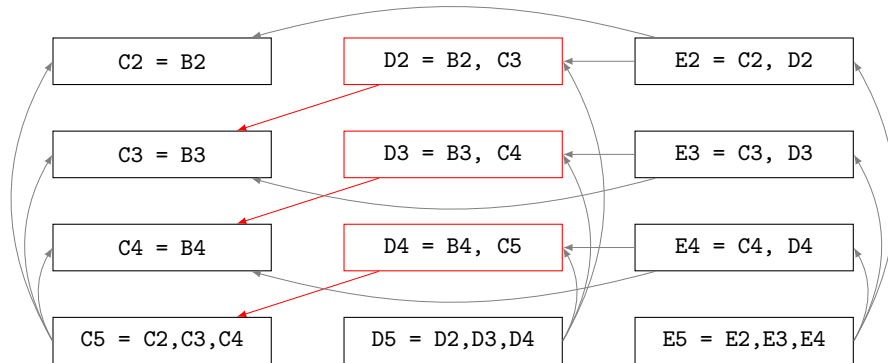 C2 = B2
D2 = B2, C3
E2 = C2, D2
C3 = B3
D3 = B3, C4
E3 = C3, D3
C4 = B4
D4 = B4, C5
E4 = C4, D4
C5 = C2,C3,C4
D5 = D2,D3,D4
E5 = E2,E3,E4